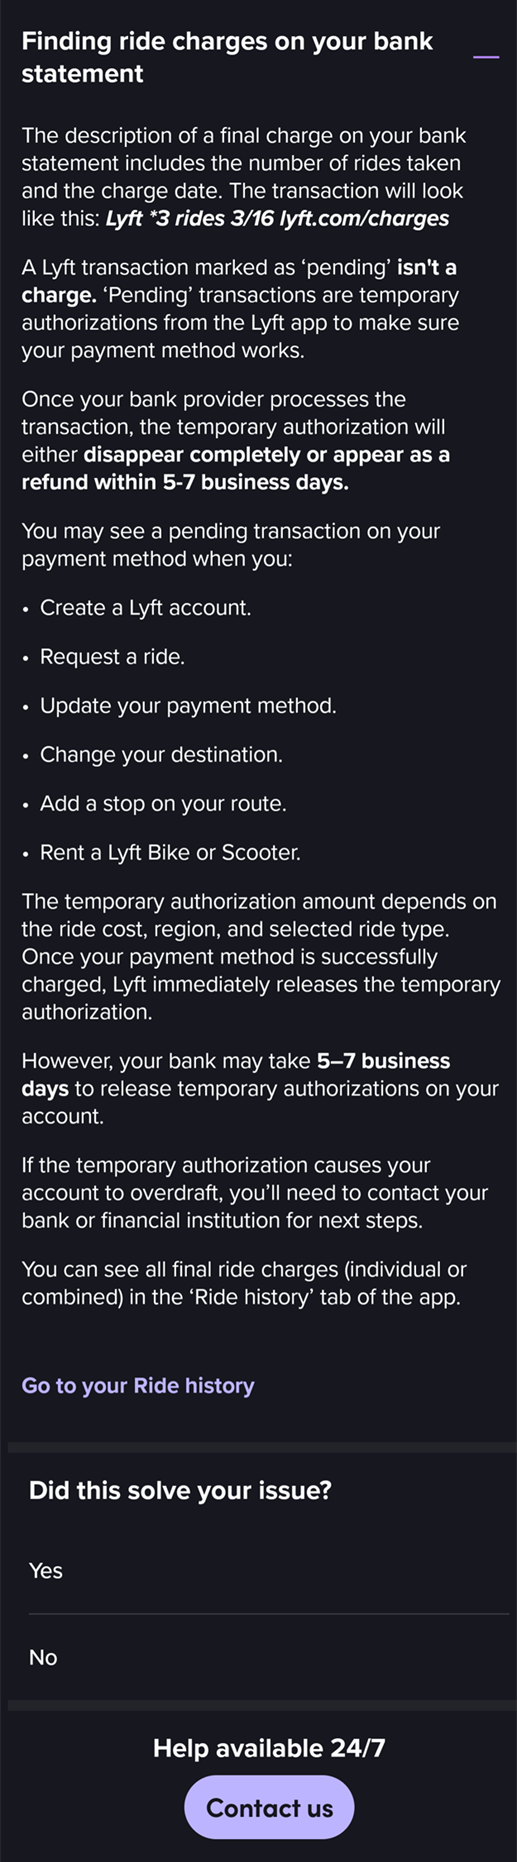 Finding ride charges on your bank
statement
The description of a final charge on your bank
statement includes the number of rides taken
and the charge date. The transaction will look
like this: Lyft *3 rides 3/16 lyft.com/charges
A Lyft transaction marked as ‘pending’ isn't a
charge. ‘Pending’ transactions are temporary
authorizations from the Lyft app to make sure
your payment method works.
Once your bank provider processes the
transaction, the temporary authorization will
either disappear completely or appear as a
refund within 5-7 business days.
You may see a pending transaction on your
payment method when you:
• Create a Lyft account.
• Request a ride.
• Update your payment method.
• Change your destination.
• Add a stop on your route.
• Rent a Lyft Bike or Scooter.
The temporary authorization amount depends on
the ride cost, region, and selected ride type.
Once your payment method is successfully
charged, Lyft immediately releases the temporary
authorization.
However, your bank may take 5–7 business
days to release temporary authorizations on your
account.
If the temporary authorization causes your
account to overdraft, you’ll need to contact your
bank or financial institution for next steps.
You can see all final ride charges (individual or
combined) in the ‘Ride history’ tab of the app.
Go to your Ride history
Did this solve your issue?
Yes
No
Help available 24/7
Contact us